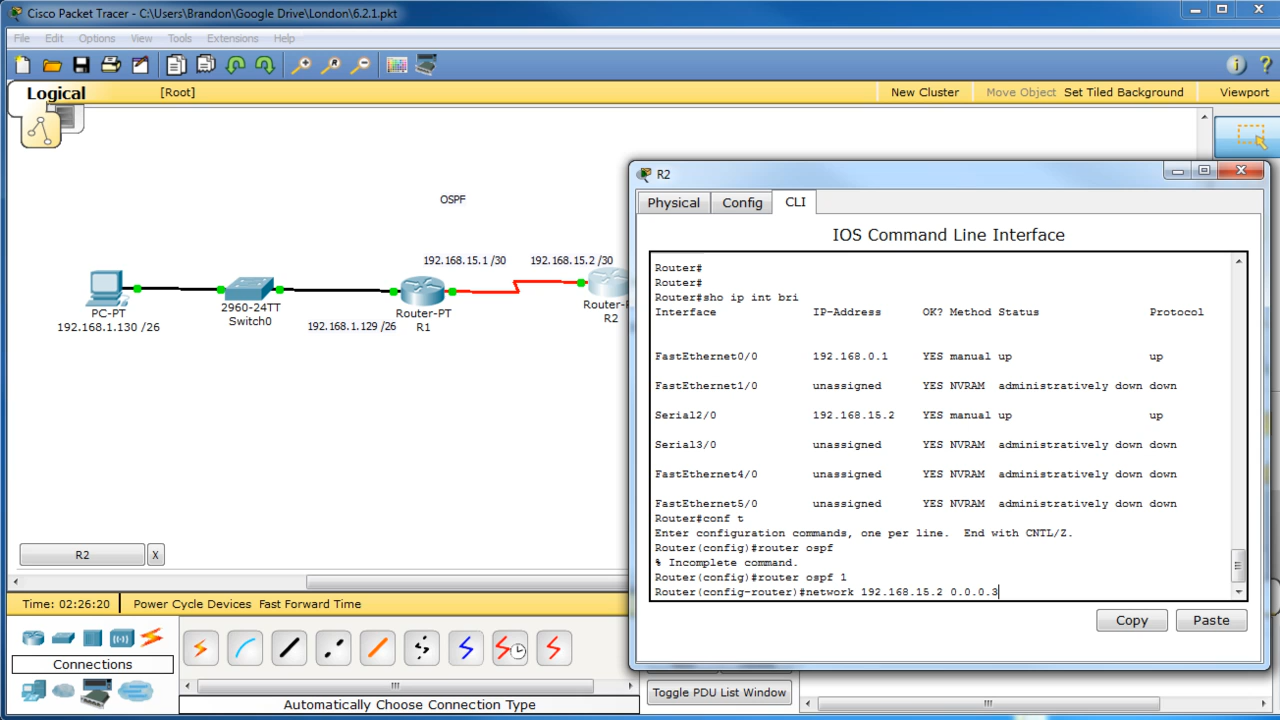 Cisco Packet Tracer - C:\Users\Brandon\Google Drive\London\6.2.1.pkt
File Edit Options View Tools Extensions Help
Logical [Root] New Cluster Move Object Set Tiled Background Viewport
OSPF
192.168.15.1 /30 192.168.15.2 /30
PC-PT
192.168.1.130 /26
2960-24TT
Switch0
192.168.1.129 /26
Router-PT
R1
Router-P
R2
R2
Physical Config CLI
IOS Command Line Interface
Router#
Router#
Router#sho ip int bri
Interface IP-Address OK? Method Status Protocol
FastEthernet0/0 192.168.0.1 YES manual up up
FastEthernet1/0 unassigned YES NVRAM administratively down down
Serial2/0 192.168.15.2 YES manual up up
Serial3/0 unassigned YES NVRAM administratively down down
FastEthernet4/0 unassigned YES NVRAM administratively down down
FastEthernet5/0 unassigned YES NVRAM administratively down down
Router#conf t
Enter configuration commands, one per line. End with CNTL/Z.
Router(config)#router ospf
% Incomplete command.
Router(config)#router ospf 1
Router(config-router)#network 192.168.15.2 0.0.0.3
Copy Paste
R2 X
Time: 02:26:20 Power Cycle Devices Fast Forward Time
Connections
Automatically Choose Connection Type
Toggle PDU List Window